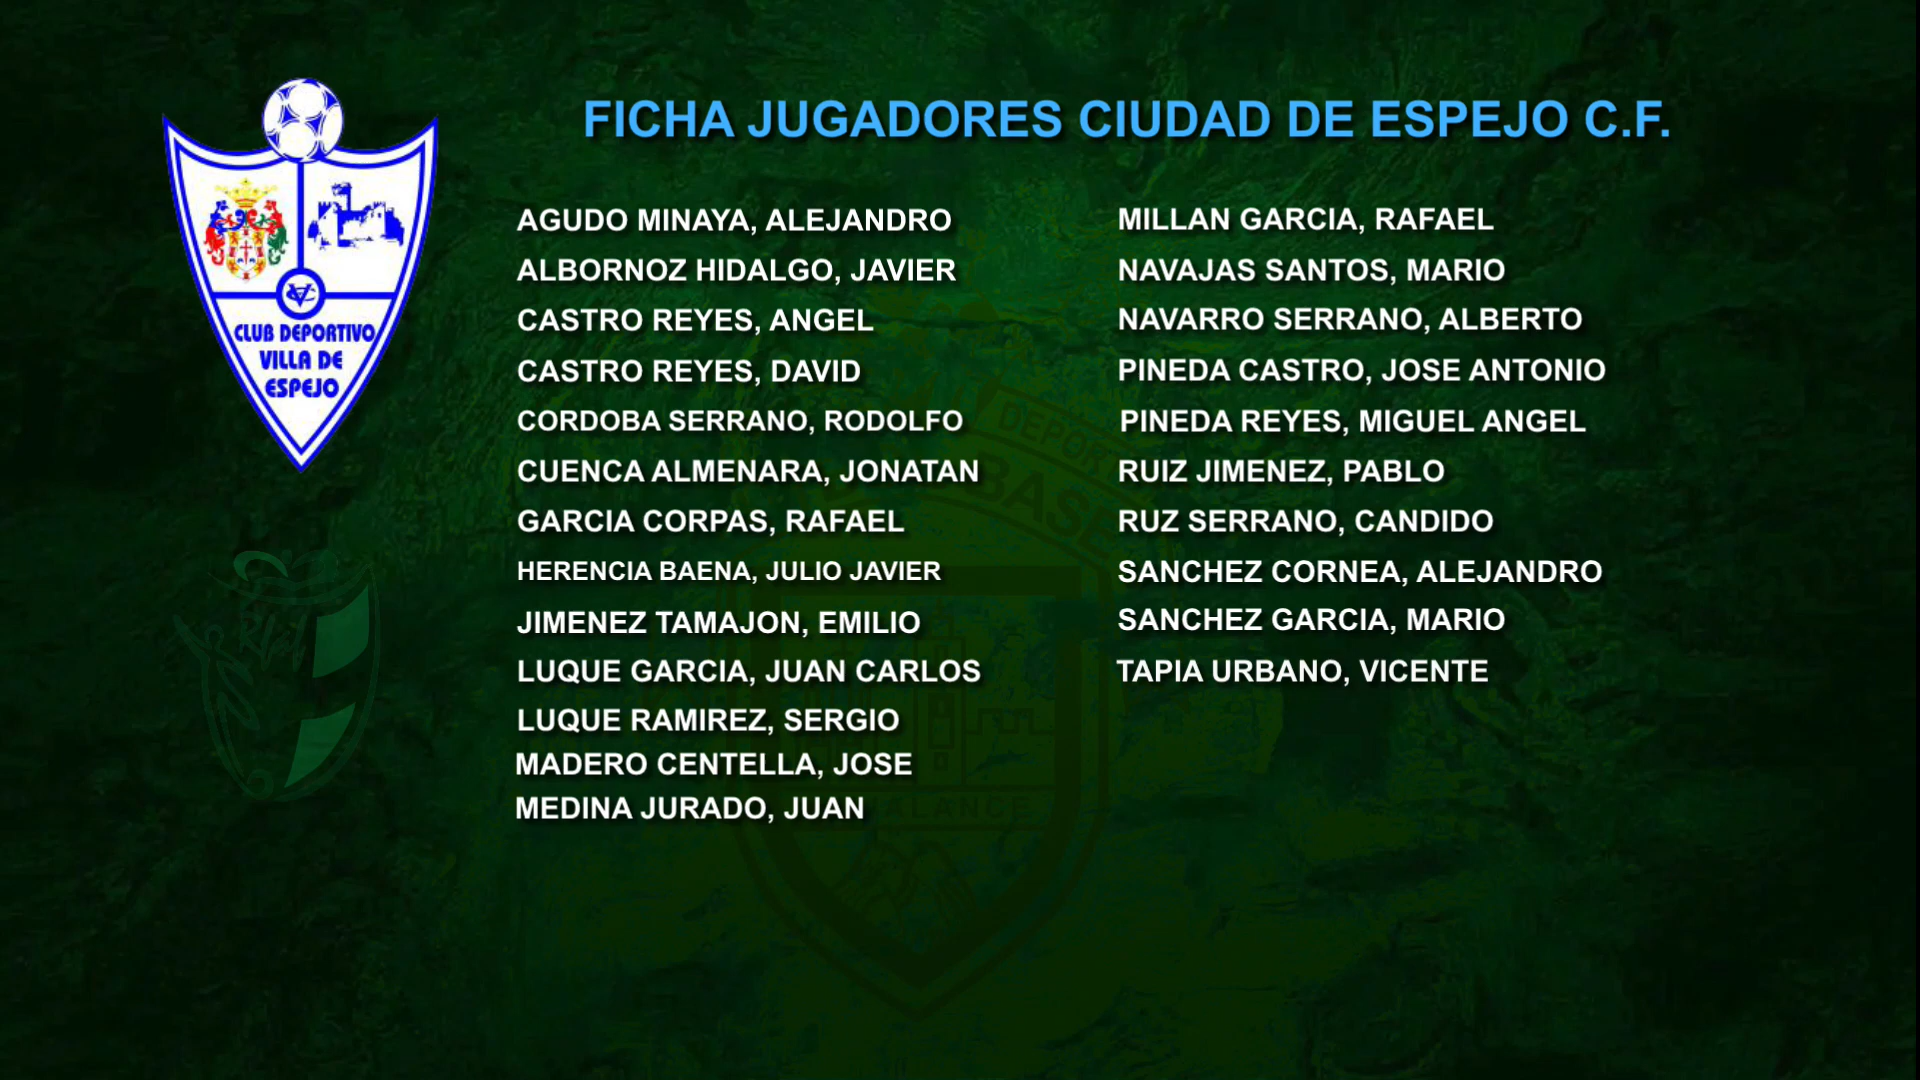 FICHA JUGADORES CIUDAD DE ESPEJO C.F.
CLUB DEPORTIVO
VILLA DE
ESPEJO
AGUDO MINAYA, ALEJANDRO
ALBORNOZ HIDALGO, JAVIER
CASTRO REYES, ANGEL
CASTRO REYES, DAVID
CORDOBA SERRANO, RODOLFO
CUENCA ALMENARA, JONATAN
GARCIA CORPAS, RAFAEL
HERENCIA BAENA, JULIO JAVIER
JIMENEZ TAMAJON, EMILIO
LUQUE GARCIA, JUAN CARLOS
LUQUE RAMIREZ, SERGIO
MADERO CENTELLA, JOSE
MEDINA JURADO, JUAN
MILLAN GARCIA, RAFAEL
NAVAJAS SANTOS, MARIO
NAVARRO SERRANO, ALBERTO
PINEDA CASTRO, JOSE ANTONIO
PINEDA REYES, MIGUEL ANGEL
RUIZ JIMENEZ, PABLO
RUZ SERRANO, CANDIDO
SANCHEZ CORNEA, ALEJANDRO
SANCHEZ GARCIA, MARIO
TAPIA URBANO, VICENTE